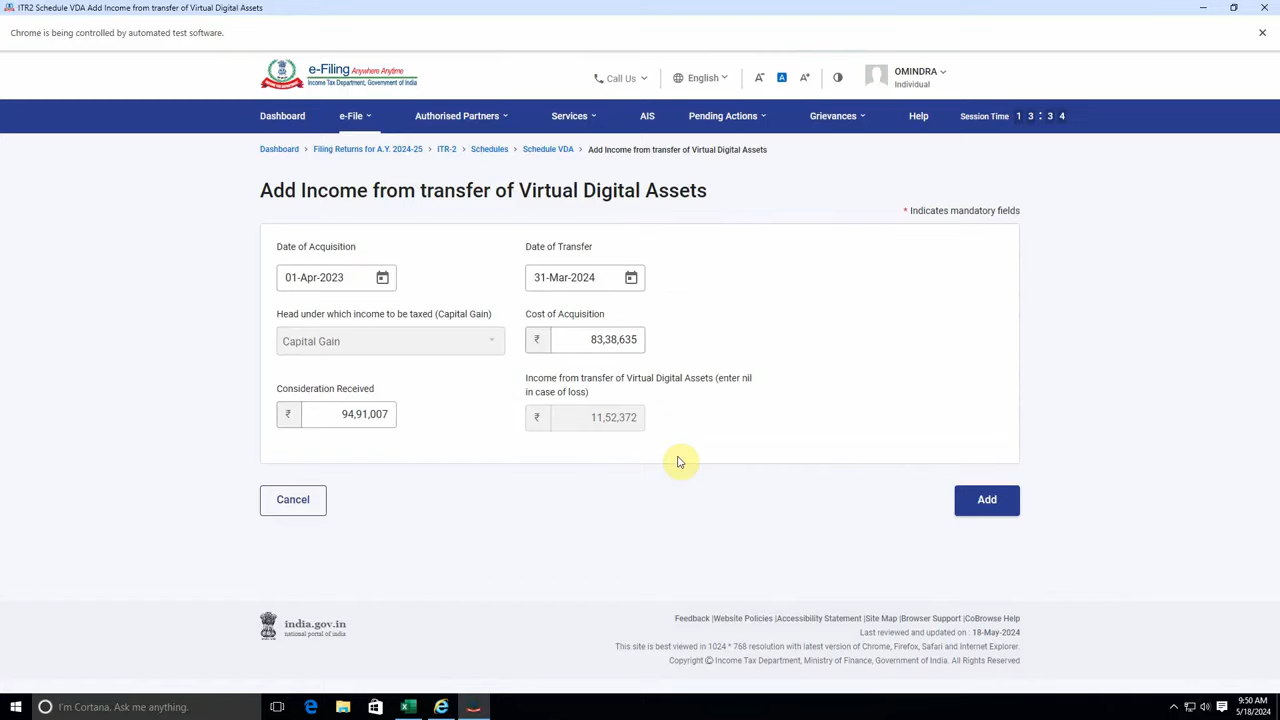 ITR2 Schedule VDA Add Income from transfer of Virtual Digital Assets
Chrome is being controlled by automated test software.
e-Filing Anywhere Anytime
Income Tax Department, Government of India
Call Us
English
A-
A
A+
OMINDRA
Individual
Dashboard e-File Authorised Partners Services AIS Pending Actions Grievances Help Session Time 1 3 : 3 4
Dashboard > Filing Returns for A.Y. 2024-25 > ITR-2 > Schedules > Schedule VDA > Add Income from transfer of Virtual Digital Assets
Add Income from transfer of Virtual Digital Assets
* Indicates mandatory fields
Date of Acquisition
01-Apr-2023
Date of Transfer
31-Mar-2024
Head under which income to be taxed (Capital Gain)
Capital Gain
Cost of Acquisition
₹ 83,38,635
Consideration Received
₹ 94,91,007
Income from transfer of Virtual Digital Assets (enter nil
in case of loss)
₹ 11,52,372
Cancel
Add
india.gov.in
national portal of india
Feedback |Website Policies |Accessibility Statement |Site Map |Browser Support |CoBrowse Help
Last reviewed and updated on : 18-May-2024
This site is best viewed in 1024 * 768 resolution with latest version of Chrome, Firefox, Safari and Internet Explorer.
Copyright © Income Tax Department, Ministry of Finance, Government of India. All Rights Reserved
I'm Cortana. Ask me anything.
9:50 AM
5/18/2024